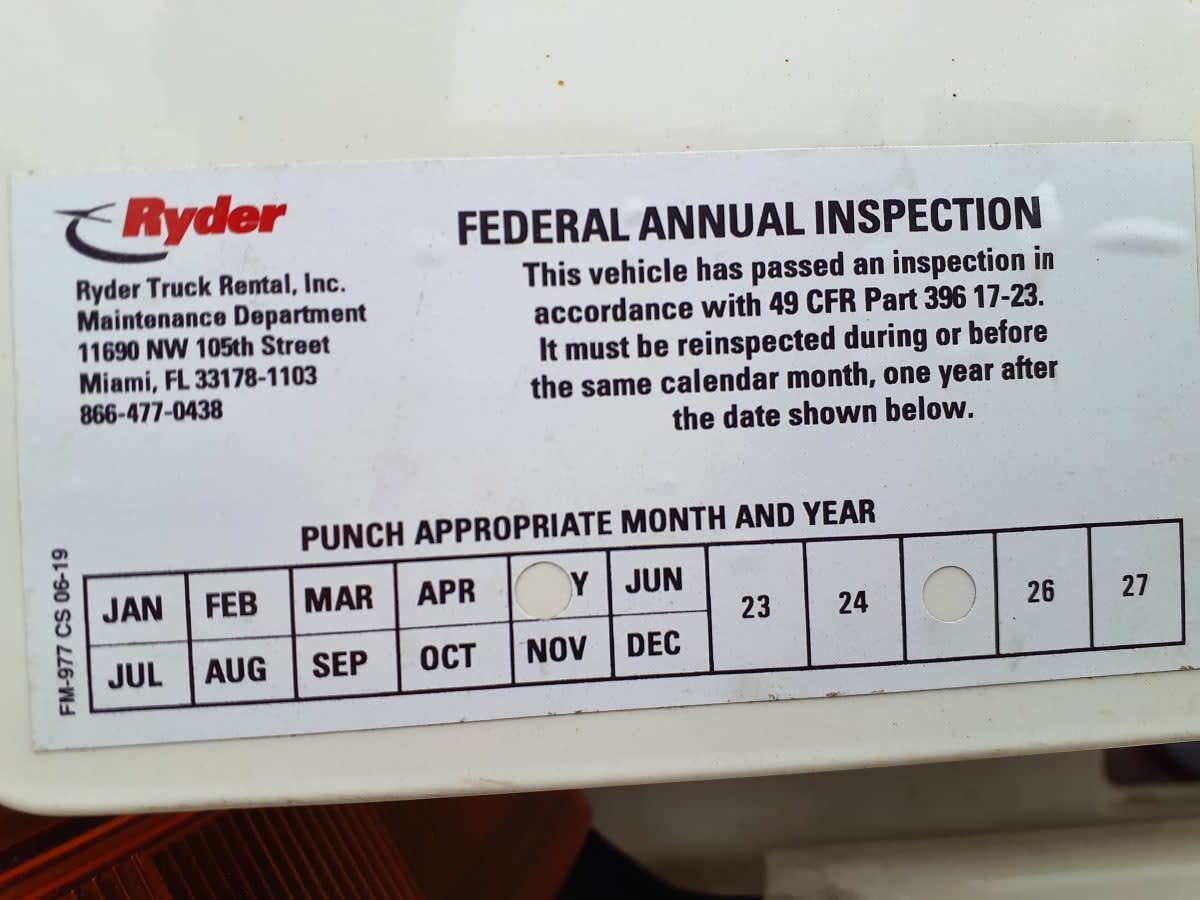 Ryder
Ryder Truck Rental, Inc.
Maintenance Department
11690 NW 105th Street
Miami, FL 33178-1103
866-477-0438
FEDERAL ANNUAL INSPECTION
This vehicle has passed an inspection in
accordance with 49 CFR Part 396 17-23.
It must be reinspected during or before
the same calendar month, one year after
the date shown below.
PUNCH APPROPRIATE MONTH AND YEAR
JAN FEB MAR APR Y JUN 23 24 26 27
JUL AUG SEP OCT NOV DEC
FM-977 CS 06-19